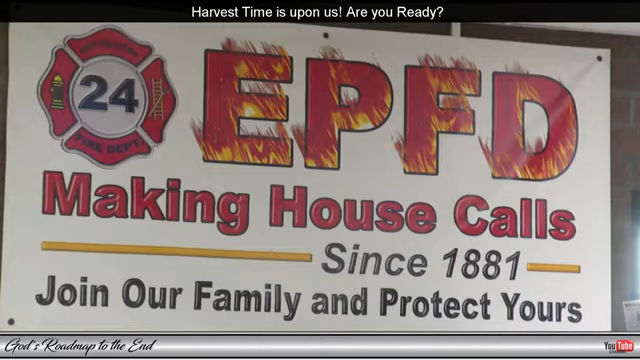 Harvest Time is upon us! Are you Ready?
24
FIRE DEPT.
EPFD
Making House Calls
Since 1881
Join Our Family and Protect Yours
God's Roadmap to the End
YouTube